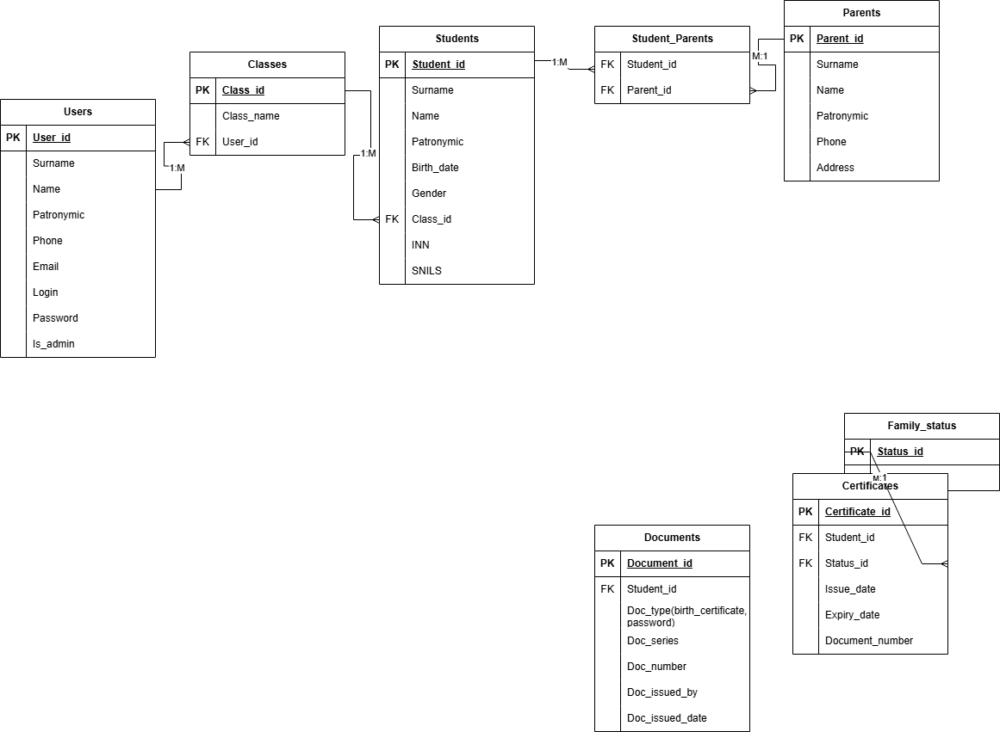 Users
PK User_id
Surname
Name
Patronymic
Phone
Email
Login
Password
Is_admin
1:M
Classes
PK Class_id
Class_name
FK User_id
1:M
Students
PK Student_id
Surname
Name
Patronymic
Birth_date
Gender
FK Class_id
INN
SNILS
1:M
Student_Parents
FK Student_id
FK Parent_id
M:1
Parents
PK Parent_id
Surname
Name
Patronymic
Phone
Address
Family_status
PK Status_id
м:1
Certificates
PK Certificate_id
FK Student_id
FK Status_id
Issue_date
Expiry_date
Document_number
Documents
PK Document_id
FK Student_id
Doc_type(birth_certificate,
password)
Doc_series
Doc_number
Doc_issued_by
Doc_issued_date